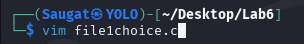 ┌──(Saugat㉿YOLO)-[~/Desktop/Lab6]
└─$ vim file1choice.c